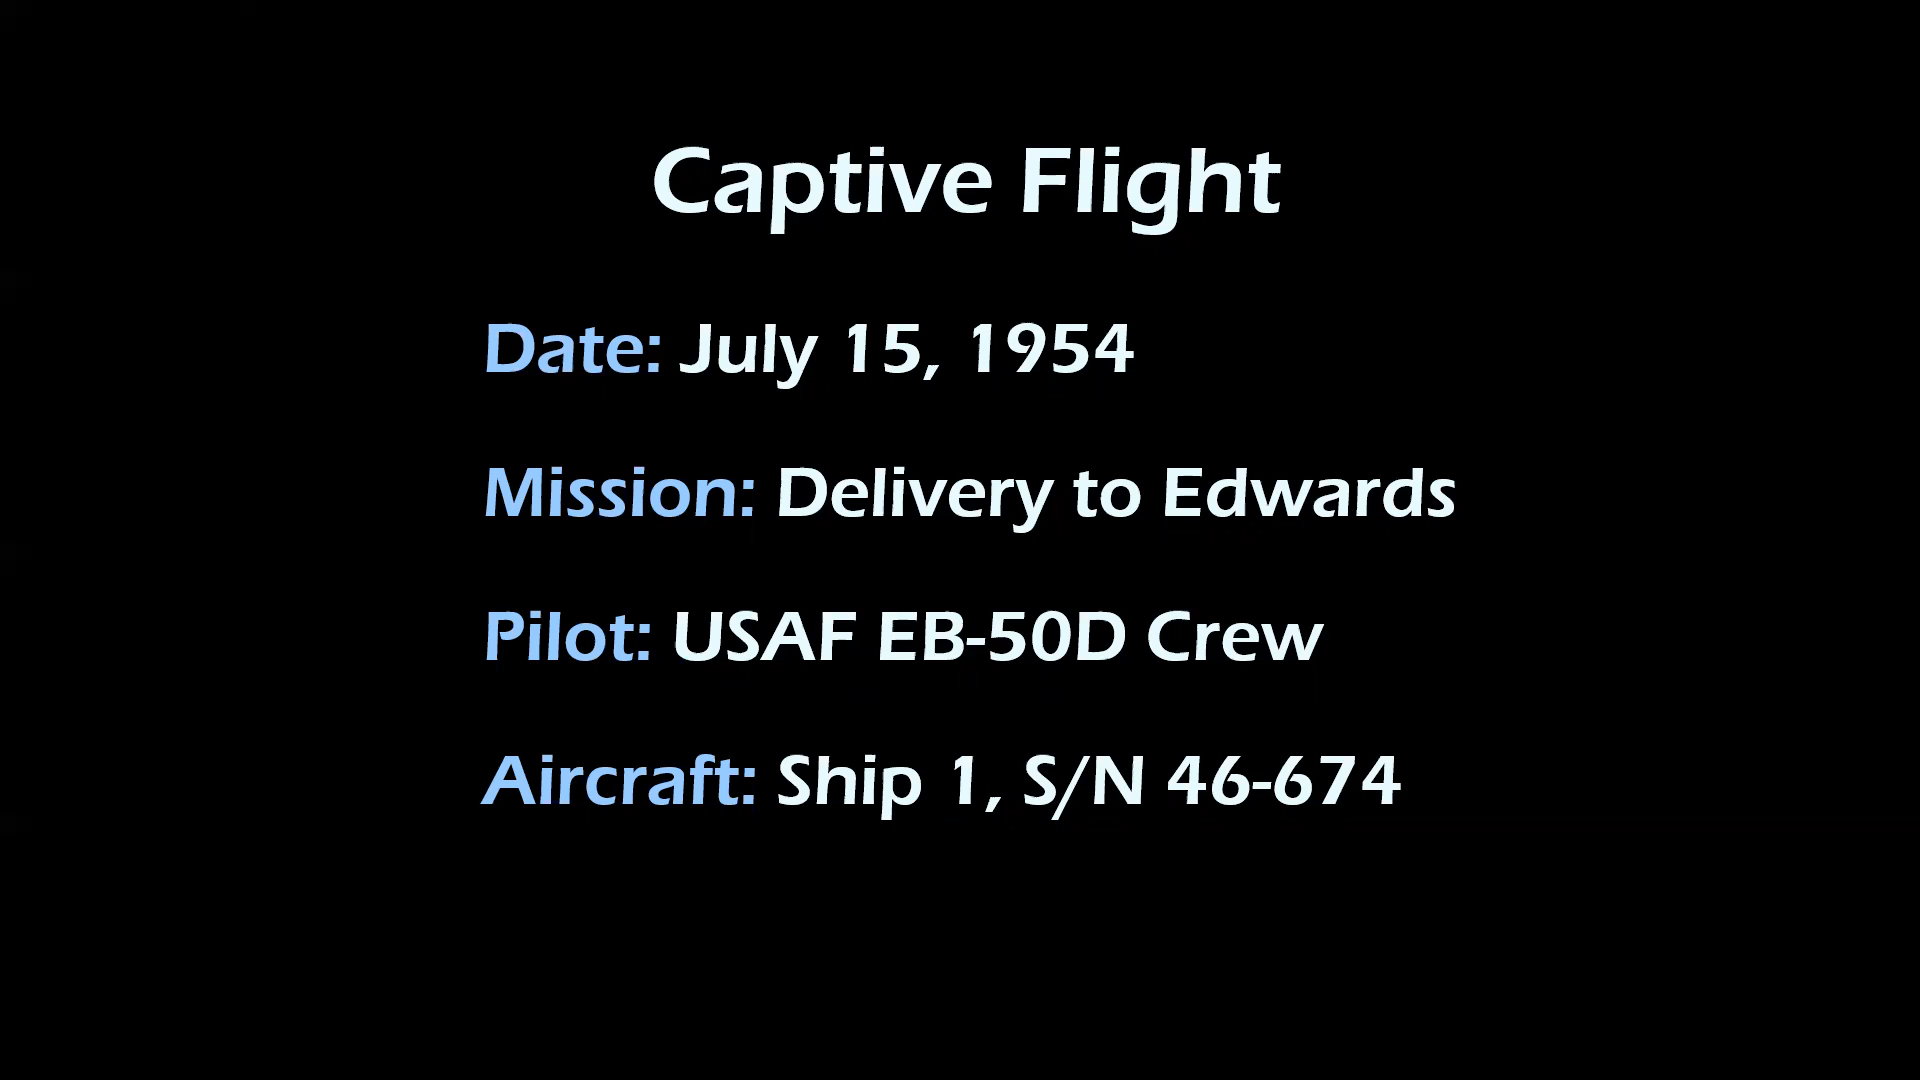 Captive Flight
Date: July 15, 1954
Mission: Delivery to Edwards
Pilot: USAF EB-50D Crew
Aircraft: Ship 1, S/N 46-674